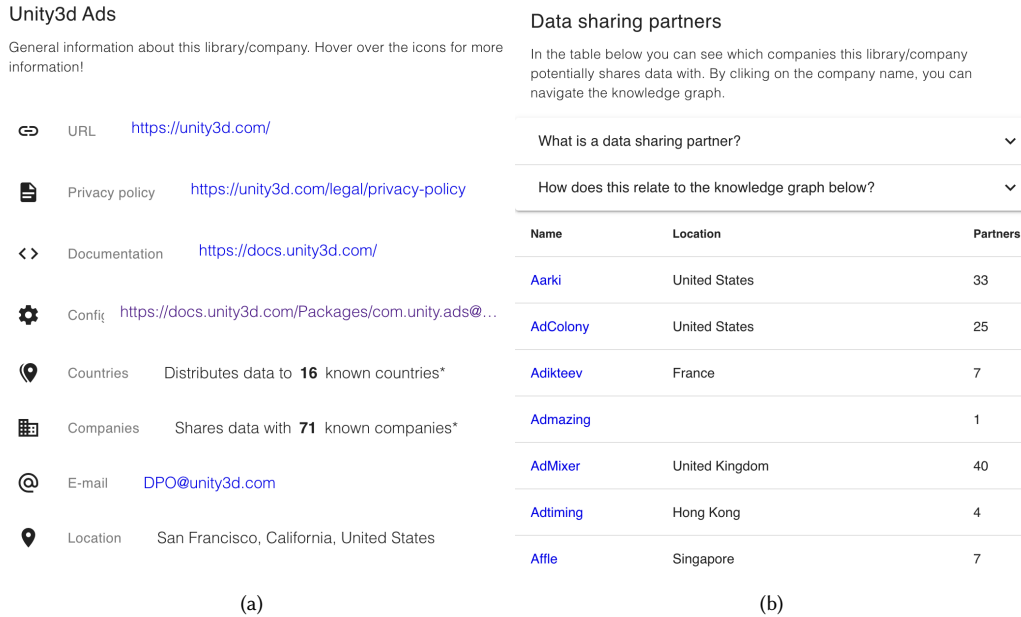 Unity3d Ads
General information about this library/company. Hover over the icons for more
information!
URL https://unity3d.com/
Privacy policy https://unity3d.com/legal/privacy-policy
Documentation https://docs.unity3d.com/
Config https://docs.unity3d.com/Packages/com.unity.ads@...
Countries Distributes data to 16 known countries*
Companies Shares data with 71 known companies*
E-mail DPO@unity3d.com
Location San Francisco, California, United States
(a)
Data sharing partners
In the table below you can see which companies this library/company
potentially shares data with. By cliking on the company name, you can
navigate the knowledge graph.
What is a data sharing partner?
How does this relate to the knowledge graph below?
Name Location Partners
Aarki United States 33
AdColony United States 25
Adikteev France 7
Admazing 1
AdMixer United Kingdom 40
Adtiming Hong Kong 4
Affle Singapore 7
(b)